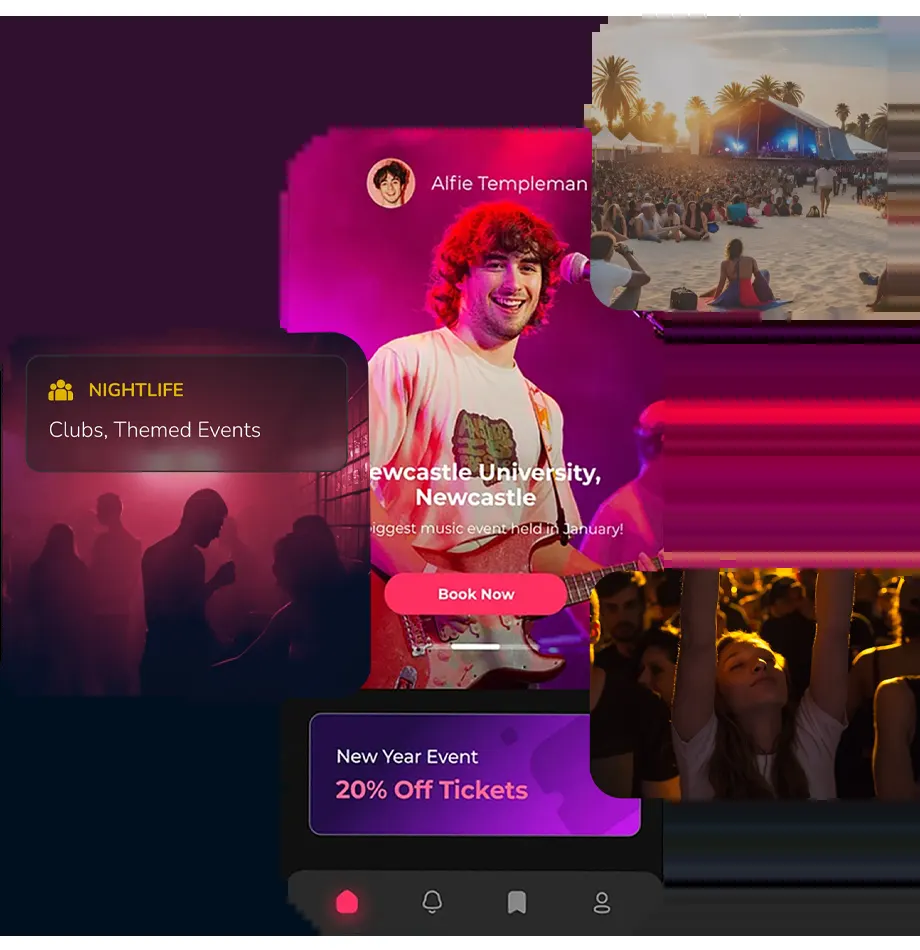 Alfie Templeman
NIGHTLIFE
Clubs, Themed Events
ewcastle University,
Newcastle
iggest music event held in January!
Book Now
New Year Event
20% Off Tickets